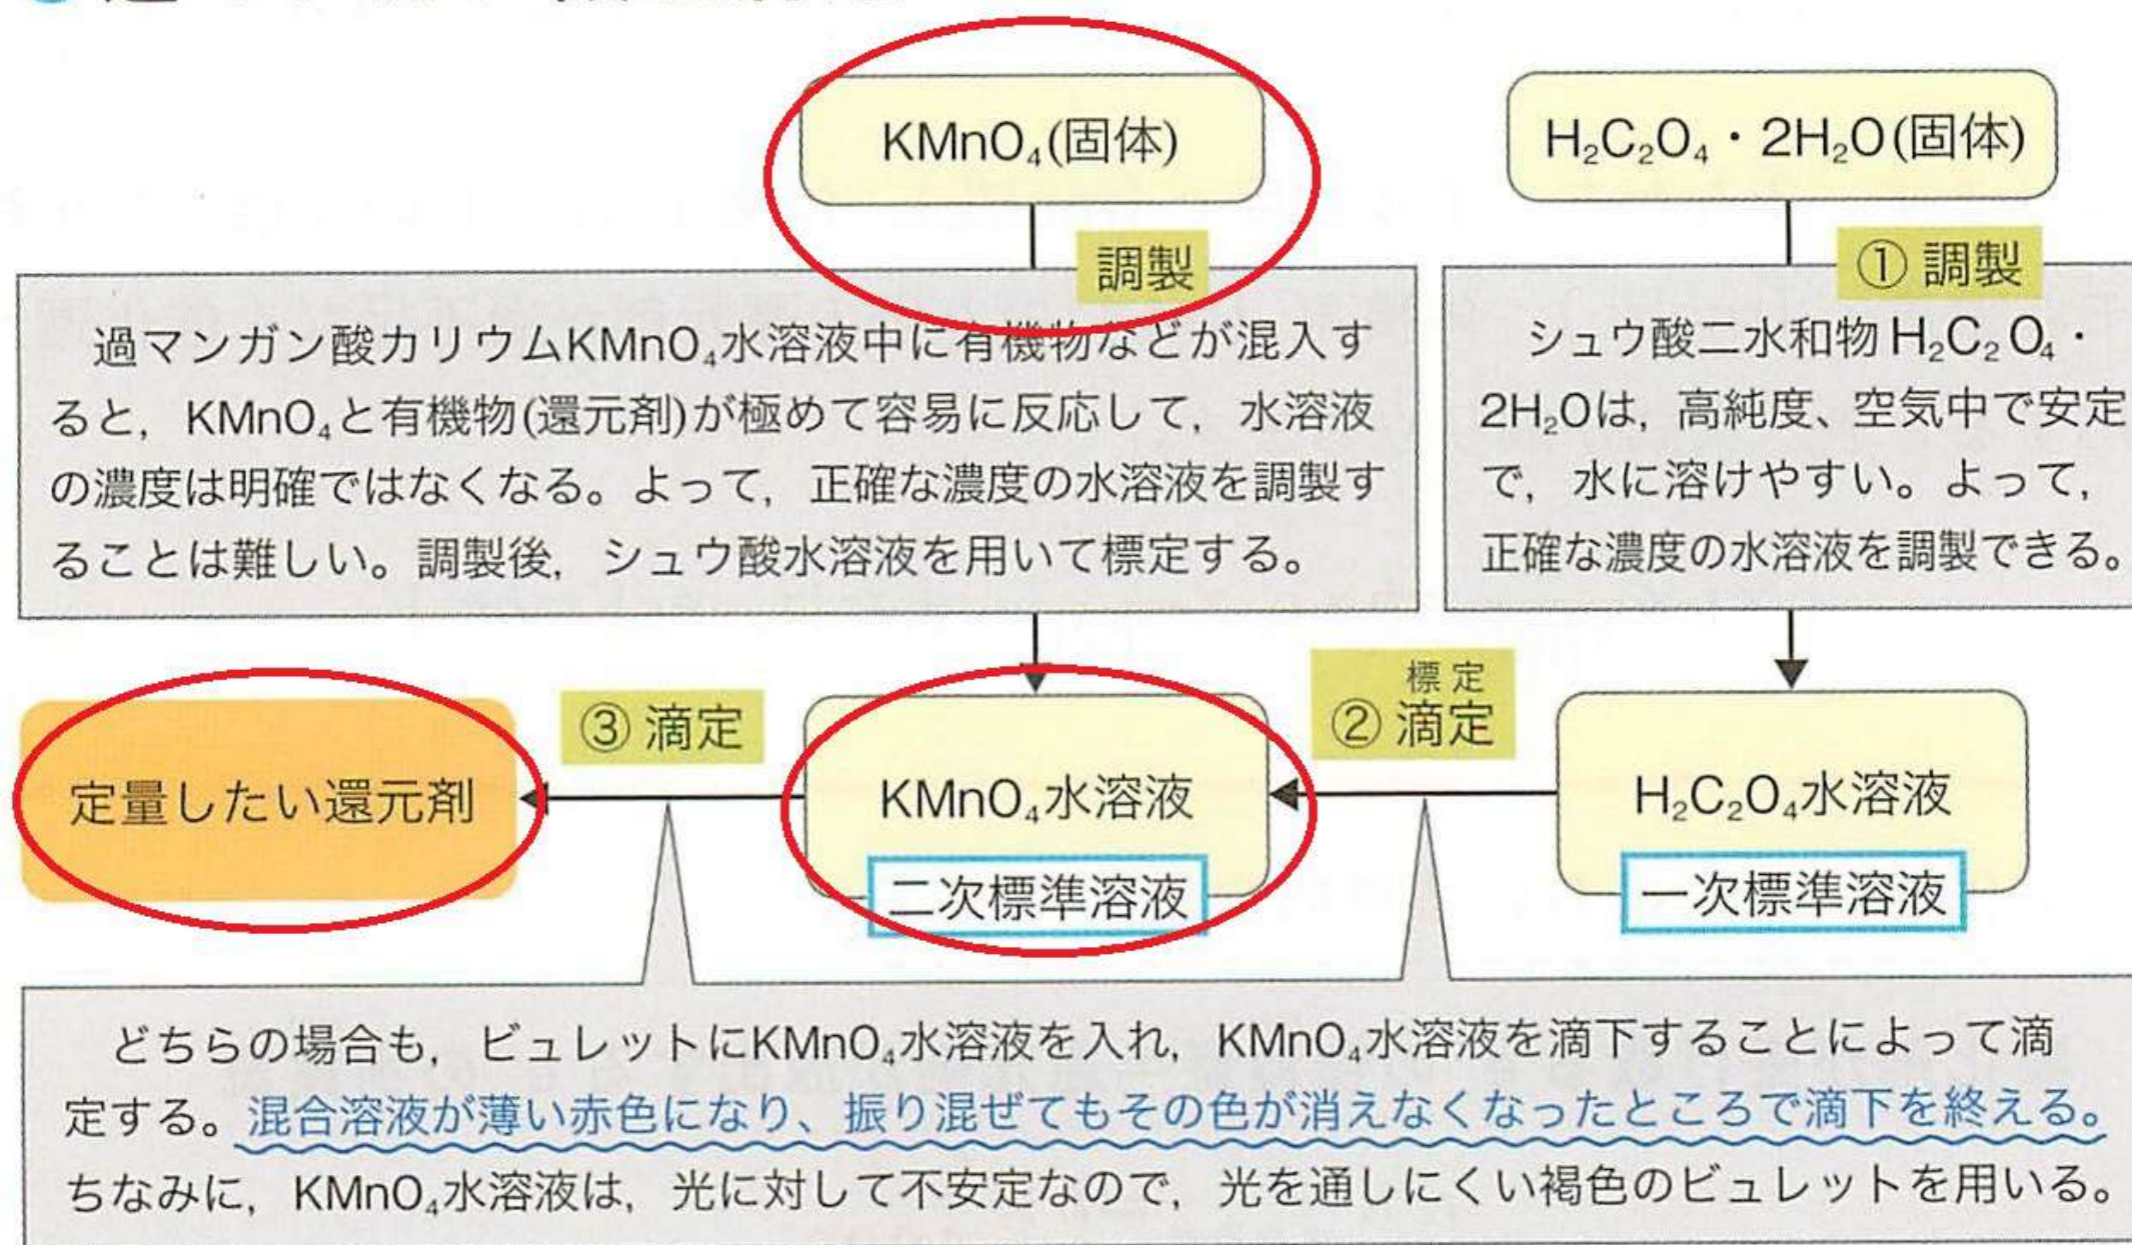 KMnO₄(固体)
H₂C₂O₄・2H₂O(固体)
調製
① 調製
過マンガン酸カリウムKMnO₄水溶液中に有機物などが混入す
ると，KMnO₄と有機物(還元剤)が極めて容易に反応して，水溶液
の濃度は明確ではなくなる。よって，正確な濃度の水溶液を調製す
ることは難しい。調製後，シュウ酸水溶液を用いて標定する。
シュウ酸二水和物 H₂C₂O₄・
2H₂Oは，高純度、空気中で安定
で，水に溶けやすい。よって，
正確な濃度の水溶液を調製できる。
定量したい還元剤
③ 滴定
KMnO₄水溶液
二次標準溶液
標定
② 滴定
H₂C₂O₄水溶液
一次標準溶液
どちらの場合も，ビュレットにKMnO₄水溶液を入れ，KMnO₄水溶液を滴下することによって滴
定する。混合溶液が薄い赤色になり、振り混ぜてもその色が消えなくなったところで滴下を終える。
ちなみに，KMnO₄水溶液は，光に対して不安定なので，光を通しにくい褐色のビュレットを用いる。